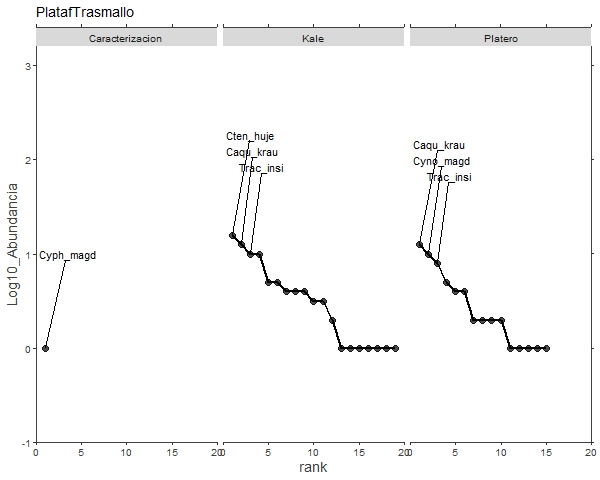 PlatafTrasmallo
Caracterizacion
Kale
Platero
3
2
1
0
-1
Log10_Abundancia
Cyph_magd
Cten_huje
Caqu_krau
Trac_insi
Caqu_krau
Cyno_magd
Trac_insi
0 5 10 15 20
0 5 10 15 20
0 5 10 15 20
rank